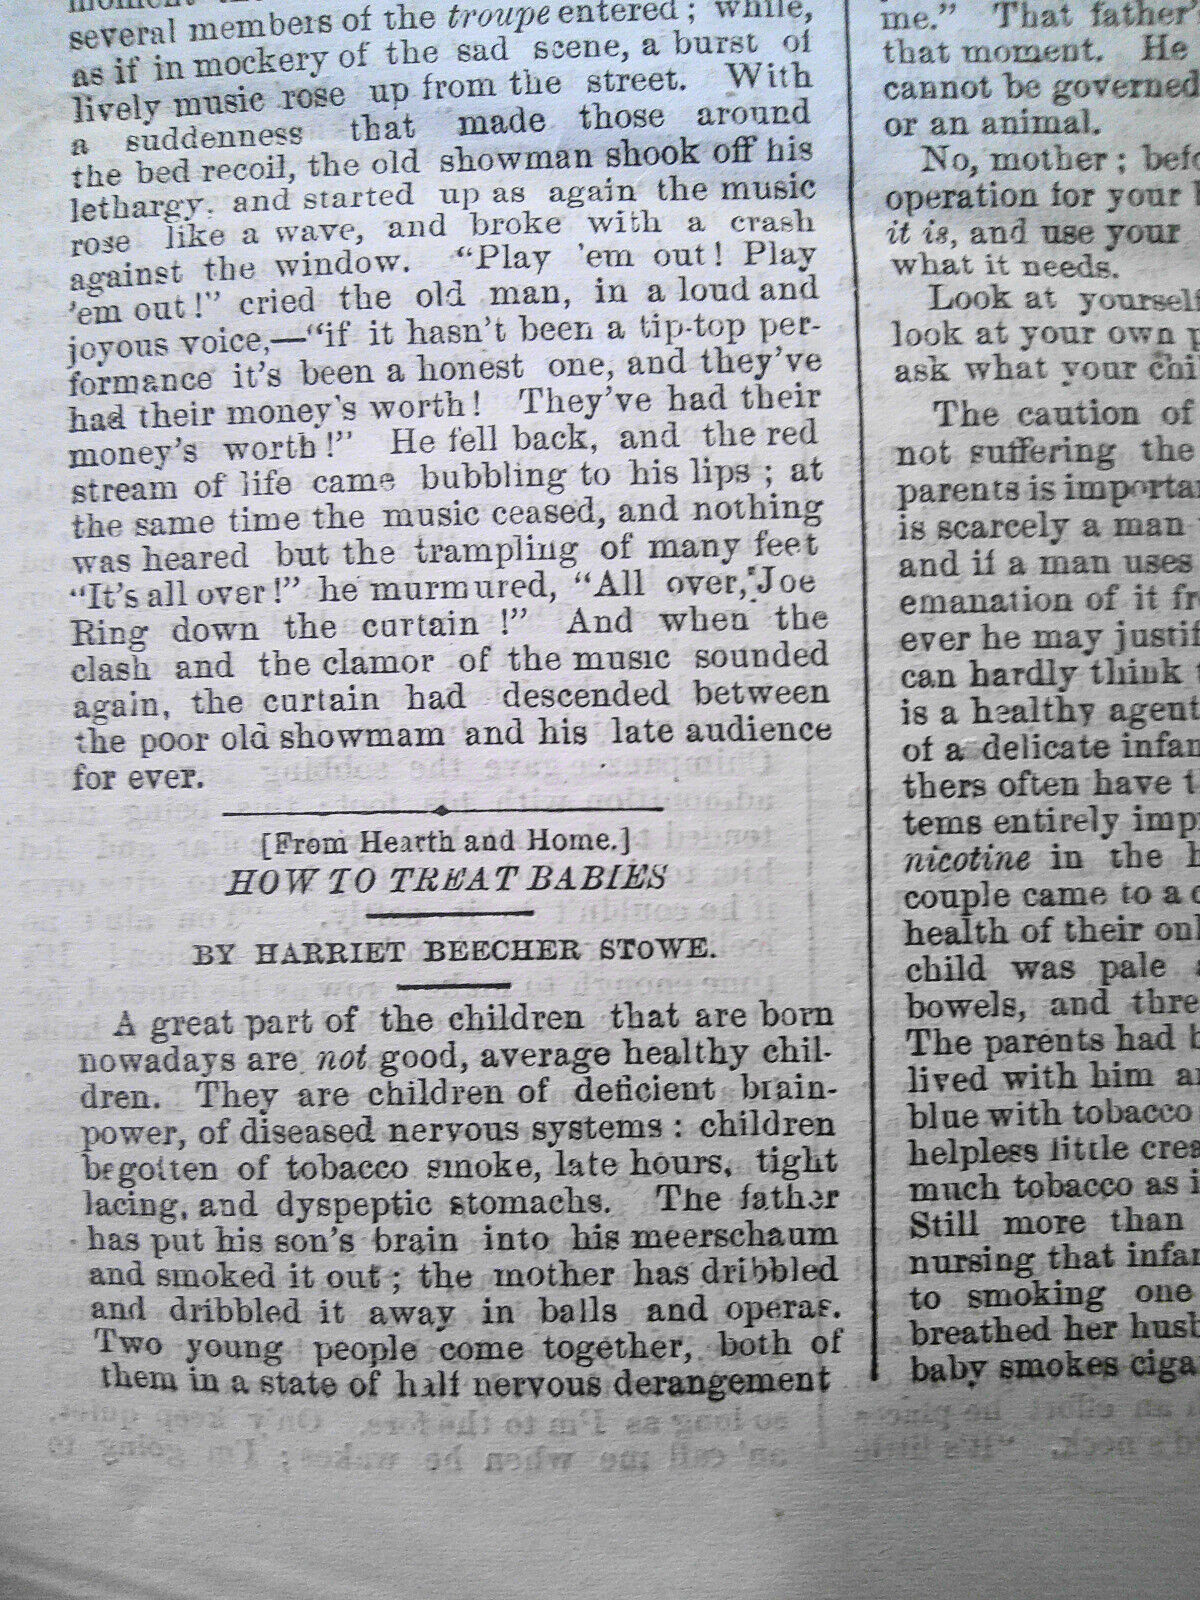 several members of the troupe entered; while,
as if in mockery of the sad scene, a burst of
lively music rose up from the street. With
a suddenness that made those around
the bed recoil, the old showman shook off his
lethargy. and started up as again the music
rose like a wave, and broke with a crash
against the window. "Play 'em out! Play
'em out!" cried the old man, in a loud and
joyous voice,—"if it hasn't been a tip-top per-
formance it's been a honest one, and they've
had their money's worth! They've had their
money's worth!" He fell back, and the red
stream of life came bubbling to his lips; at
the same time the music ceased, and nothing
was heared but the trampling of many feet
"It's all over!" he murmured, "All over, Joe
Ring down the curtain!" And when the
clash and the clamor of the music sounded
again, the curtain had descended between
the poor old showmam and his late audience
for ever.
[From Hearth and Home.]
HOW TO TREAT BABIES
BY HARRIET BEECHER STOWE.
A great part of the children that are born
nowadays are not good, average healthy chil-
dren. They are children of deficient brain-
power, of diseased nervous systems: children
begotten of tobacco smoke, late hours, tight
lacing, and dyspeptic stomachs. The father
has put his son's brain into his meerschaum
and smoked it out; the mother has dribbled
and dribbled it away in balls and operas.
Two young people come together, both of
them in a state of half nervous derangement
me." That father'
that moment. He
cannot be governed
or an animal.
No, mother; befo
operation for your
it is, and use your
what it needs.
Look at yourself
look at your own
ask what your chi
The caution of
not suffering the
parents is importa
is scarcely a man
and if a man uses
emanation of it fr
ever he may justif
can hardly think
is a healthy agent
of a delicate infan
thers often have t
tems entirely imp
nicotine in the h
couple came to a
health of their onl
child was pale
bowels, and thre
The parents had b
lived with him a
blue with tobacco
helpless little crea
much tobacco as i
Still more than
nursing that infan
to smoking one
breathed her husb
baby smokes ciga